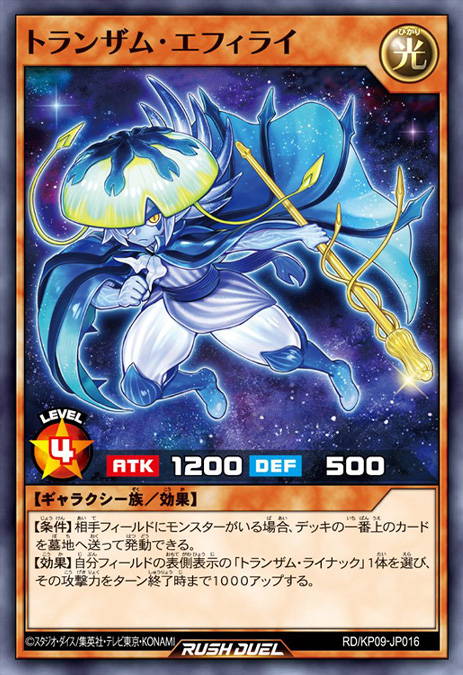 トランザム・エフィライ
ひかり
光
LEVEL
4
ATK 1200 DEF 500
【ギャラクシー族／効果】
【条件】相手フィールドにモンスターがいる場合、デッキの一番上のカード
を墓地へ送って発動できる。
【効果】自分フィールドの表側表示の「トランザム・ライナック」1体を選び、
その攻撃力をターン終了時まで1000アップする。
©スタジオ・ダイス/集英社・テレビ東京・KONAMI
RUSH DUEL
RD/KP09-JP016